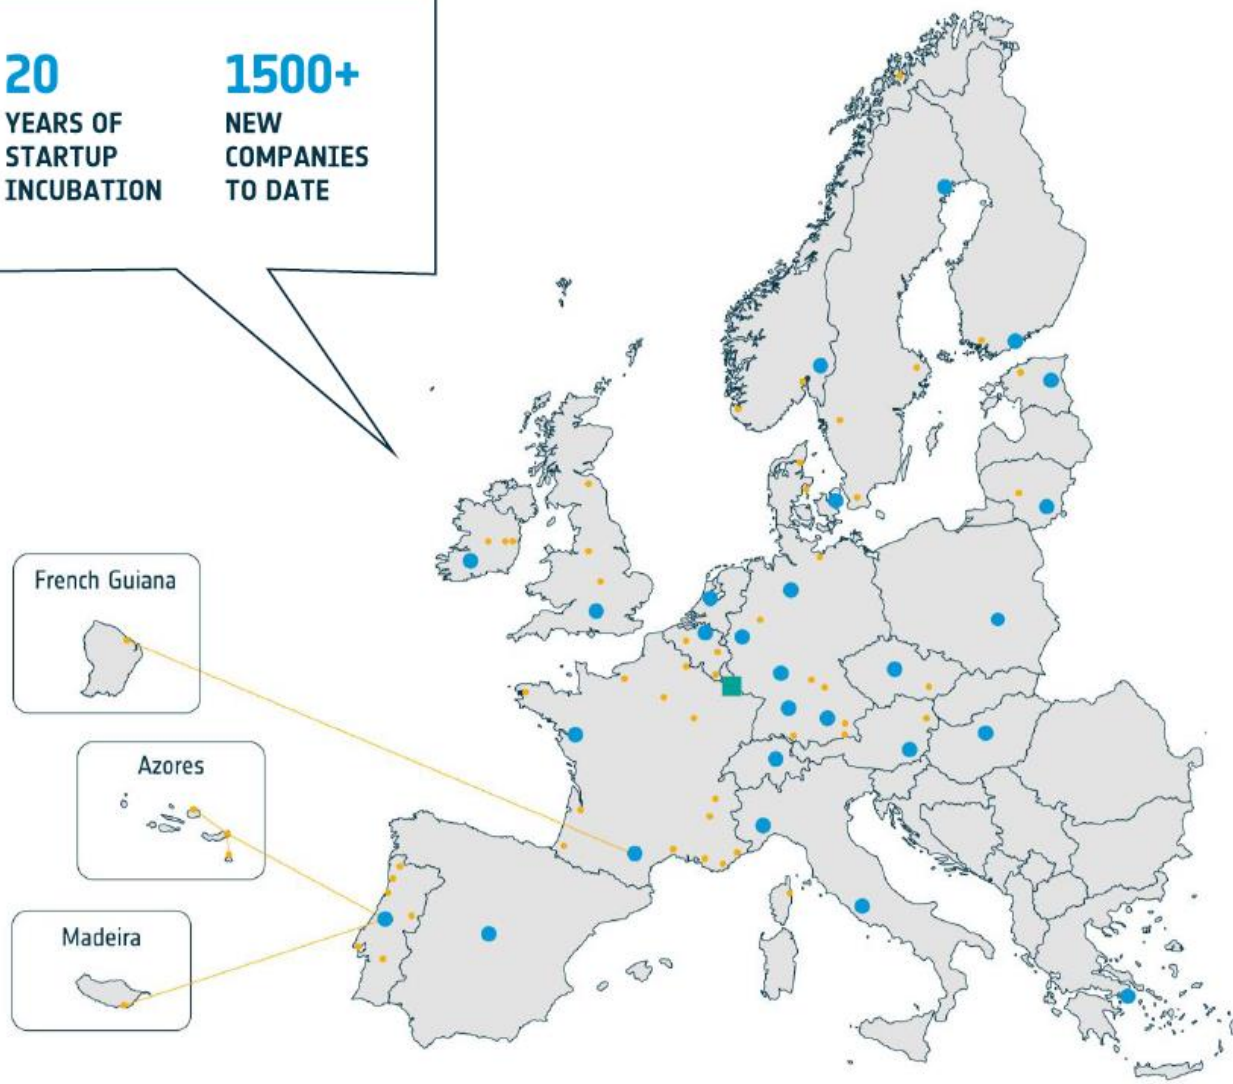 20
YEARS OF
STARTUP
INCUBATION
1500+
NEW
COMPANIES
TO DATE
French Guiana
Azores
Madeira